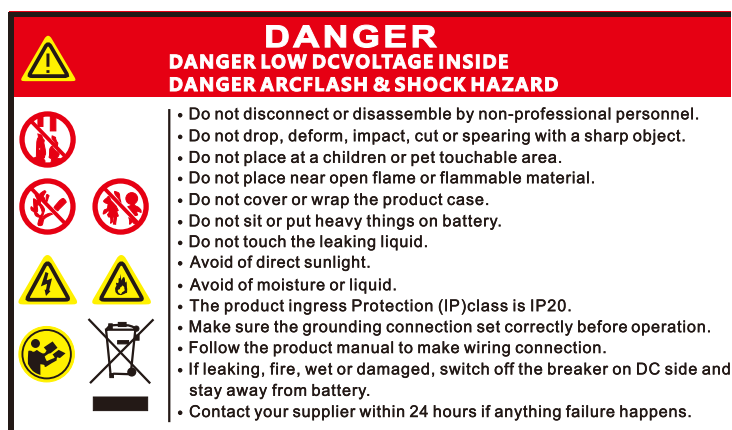 DANGER
DANGER LOW DCVOLTAGE INSIDE
DANGER ARCFLASH & SHOCK HAZARD
• Do not disconnect or disassemble by non-professional personnel.
• Do not drop, deform, impact, cut or spearing with a sharp object.
• Do not place at a children or pet touchable area.
• Do not place near open flame or flammable material.
• Do not cover or wrap the product case.
• Do not sit or put heavy things on battery.
• Do not touch the leaking liquid.
• Avoid of direct sunlight.
• Avoid of moisture or liquid.
• The product ingress Protection (IP)class is IP20.
• Make sure the grounding connection set correctly before operation.
• Follow the product manual to make wiring connection.
• If leaking, fire, wet or damaged, switch off the breaker on DC side and
stay away from battery.
• Contact your supplier within 24 hours if anything failure happens.